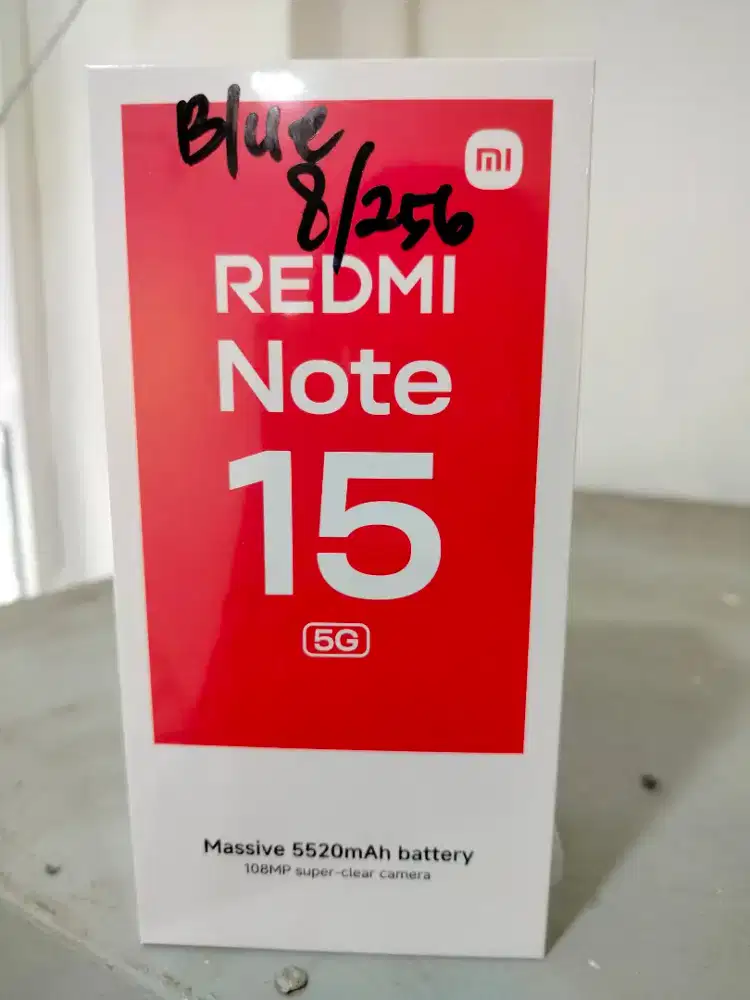 Blue
8/256
mi
REDMI
Note
15
5G
Massive 5520mAh battery
108MP super-clear camera